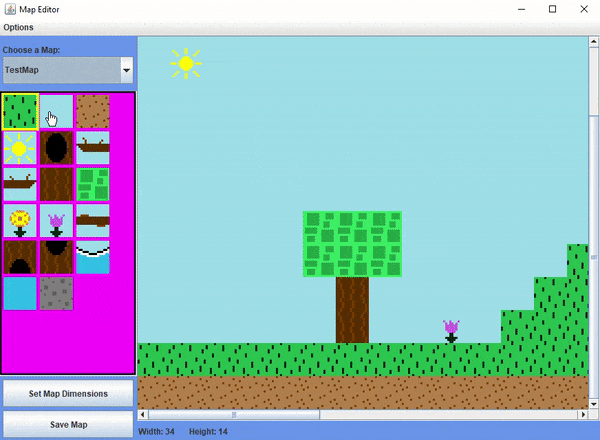 Map Editor
Options
Choose a Map:
TestMap
Set Map Dimensions
Save Map
Width: 34 Height: 14